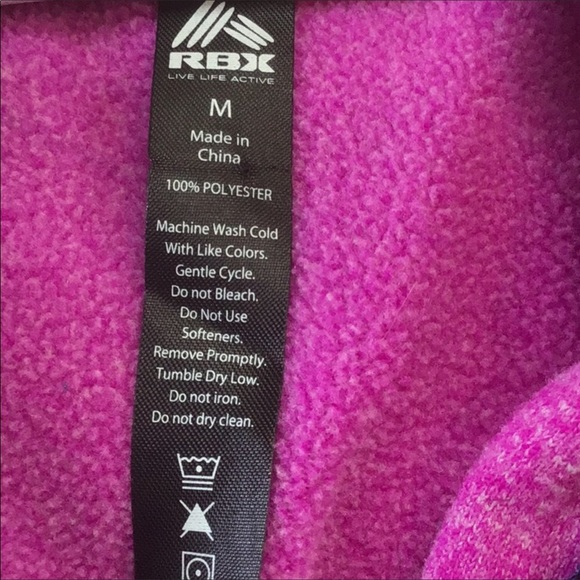 RBX
LIVE LIFE ACTIVE
M
Made in
China
100% POLYESTER
Machine Wash Cold
With Like Colors.
Gentle Cycle.
Do not Bleach.
Do Not Use
Softeners.
Remove Promptly.
Tumble Dry Low.
Do not iron.
Do not dry clean.